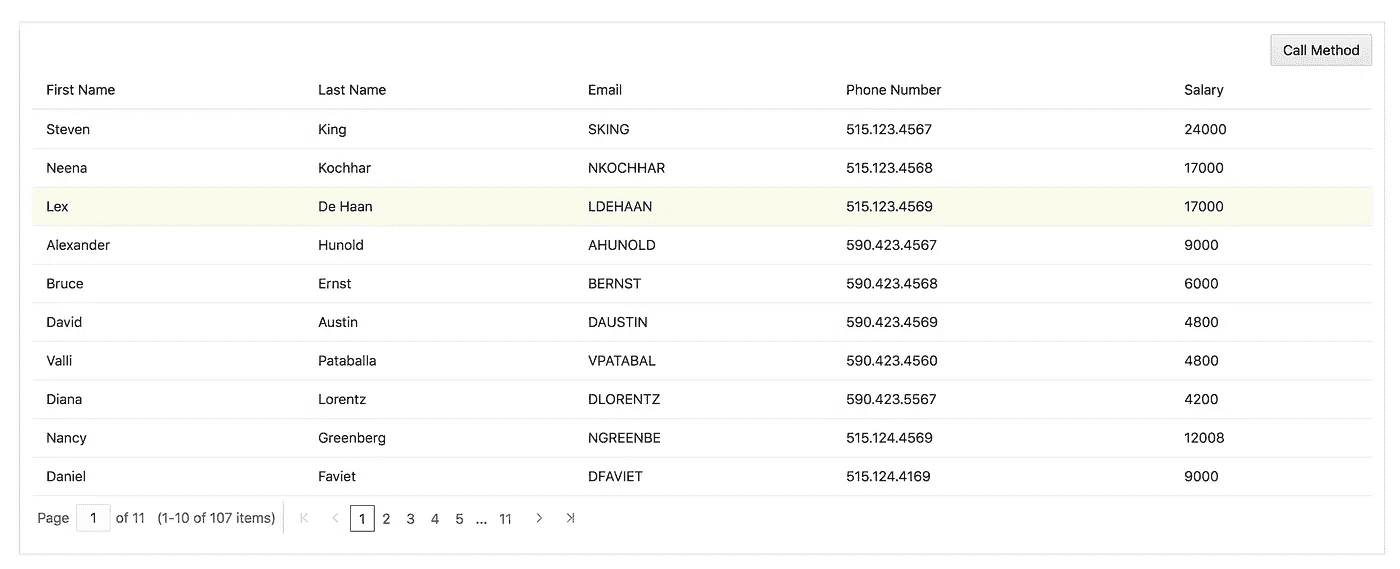 Call Method
First Name Last Name Email Phone Number Salary
Steven King SKING 515.123.4567 24000
Neena Kochhar NKOCHHAR 515.123.4568 17000
Lex De Haan LDEHAAN 515.123.4569 17000
Alexander Hunold AHUNOLD 590.423.4567 9000
Bruce Ernst BERNST 590.423.4568 6000
David Austin DAUSTIN 590.423.4569 4800
Valli Pataballa VPATABAL 590.423.4560 4800
Diana Lorentz DLORENTZ 590.423.5567 4200
Nancy Greenberg NGREENBE 515.124.4569 12008
Daniel Faviet DFAVIET 515.124.4169 9000
Page 1 of 11 (1-10 of 107 items) 1 2 3 4 5 ... 11